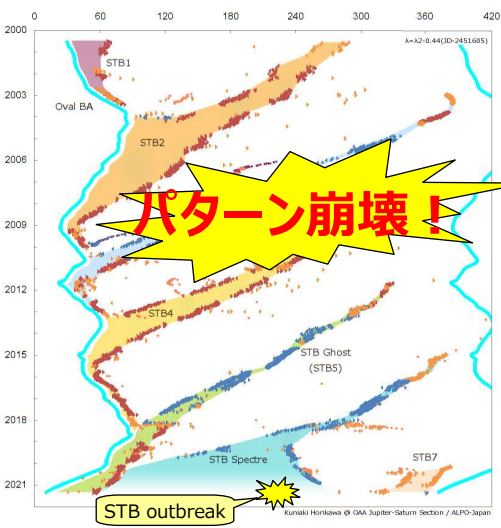 0 60 120 180 240 300 360 420
2000
λ=λ2-0.44(JD-2451605)
STB1
2003
Oval BA
STB2
2006
パターン崩壊！
2009
2012
STB4
STB Ghost
(STB5)
2015
2018
STB Spectre
STB7
2021
STB outbreak
Kuniaki Horikawa @ OAA Jupiter-Saturn Section / ALPO-Japan